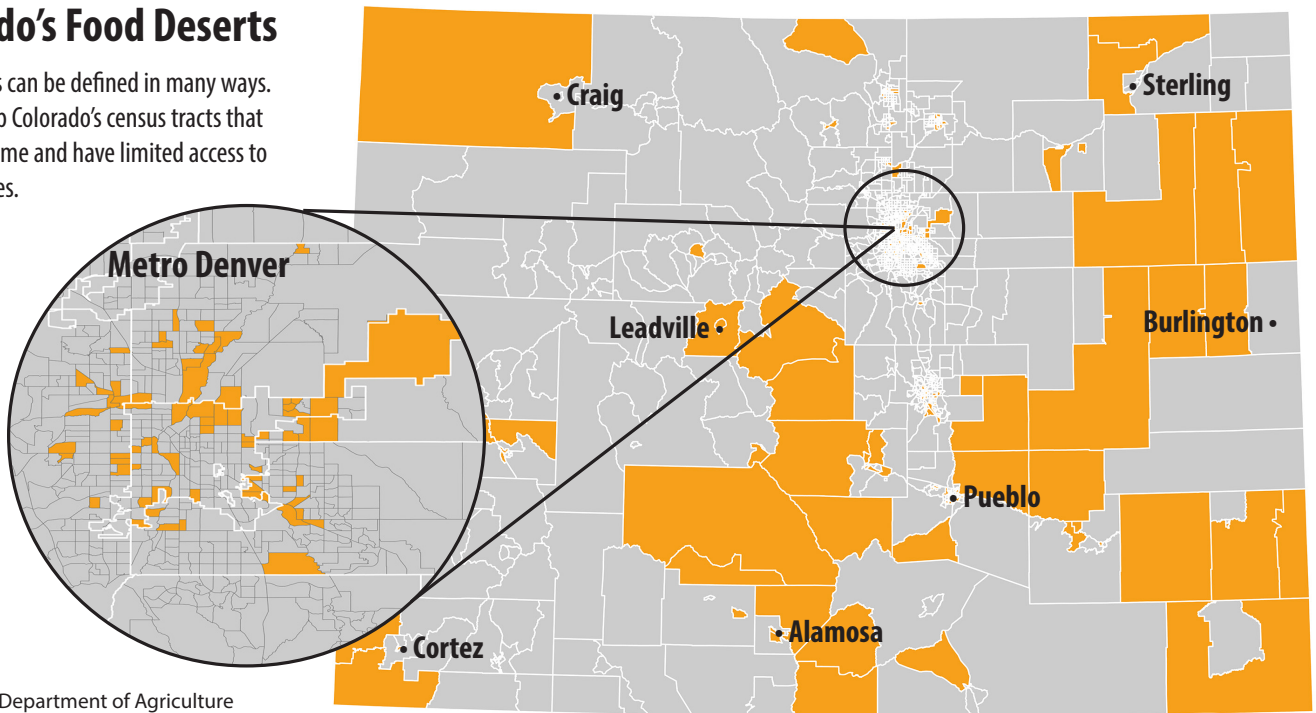 do's Food Deserts
s can be defined in many ways.
o Colorado's census tracts that
me and have limited access to
es.
Metro Denver
Craig
Sterling
Leadville
Burlington
Pueblo
Alamosa
Cortez
Department of Agriculture